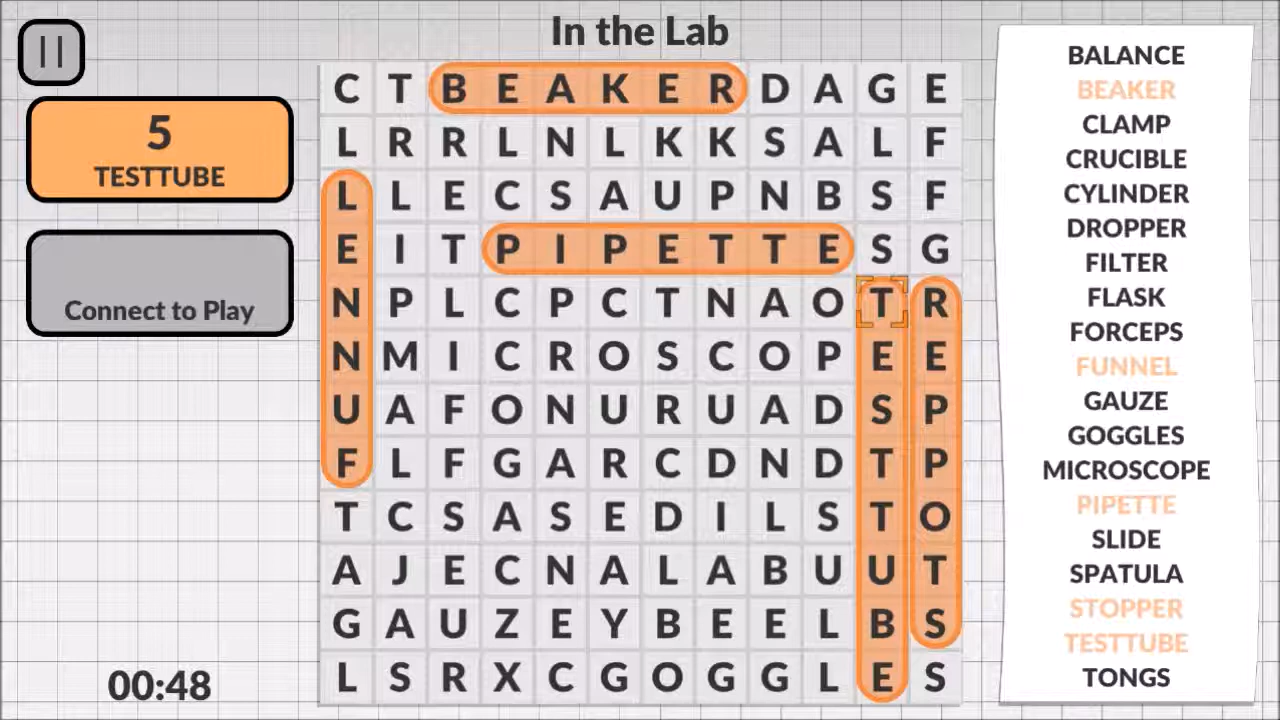 In the Lab
5
TESTTUBE
Connect to Play
00:48
C T B E A K E R D A G E
L R R L N L K K S A L F
L L E C S A U P N B S F
E I T P I P E T T E S G
N P L C P C T N A O T R
N M I C R O S C O P E E
U A F O N U R U A D S P
F L F G A R C D N D T P
T C S A S E D I L S T O
A J E C N A L A B U U T
G A U Z E Y B E E L B S
L S R X C G O G G L E S
BALANCE
BEAKER
CLAMP
CRUCIBLE
CYLINDER
DROPPER
FILTER
FLASK
FORCEPS
FUNNEL
GAUZE
GOGGLES
MICROSCOPE
PIPETTE
SLIDE
SPATULA
STOPPER
TESTTUBE
TONGS